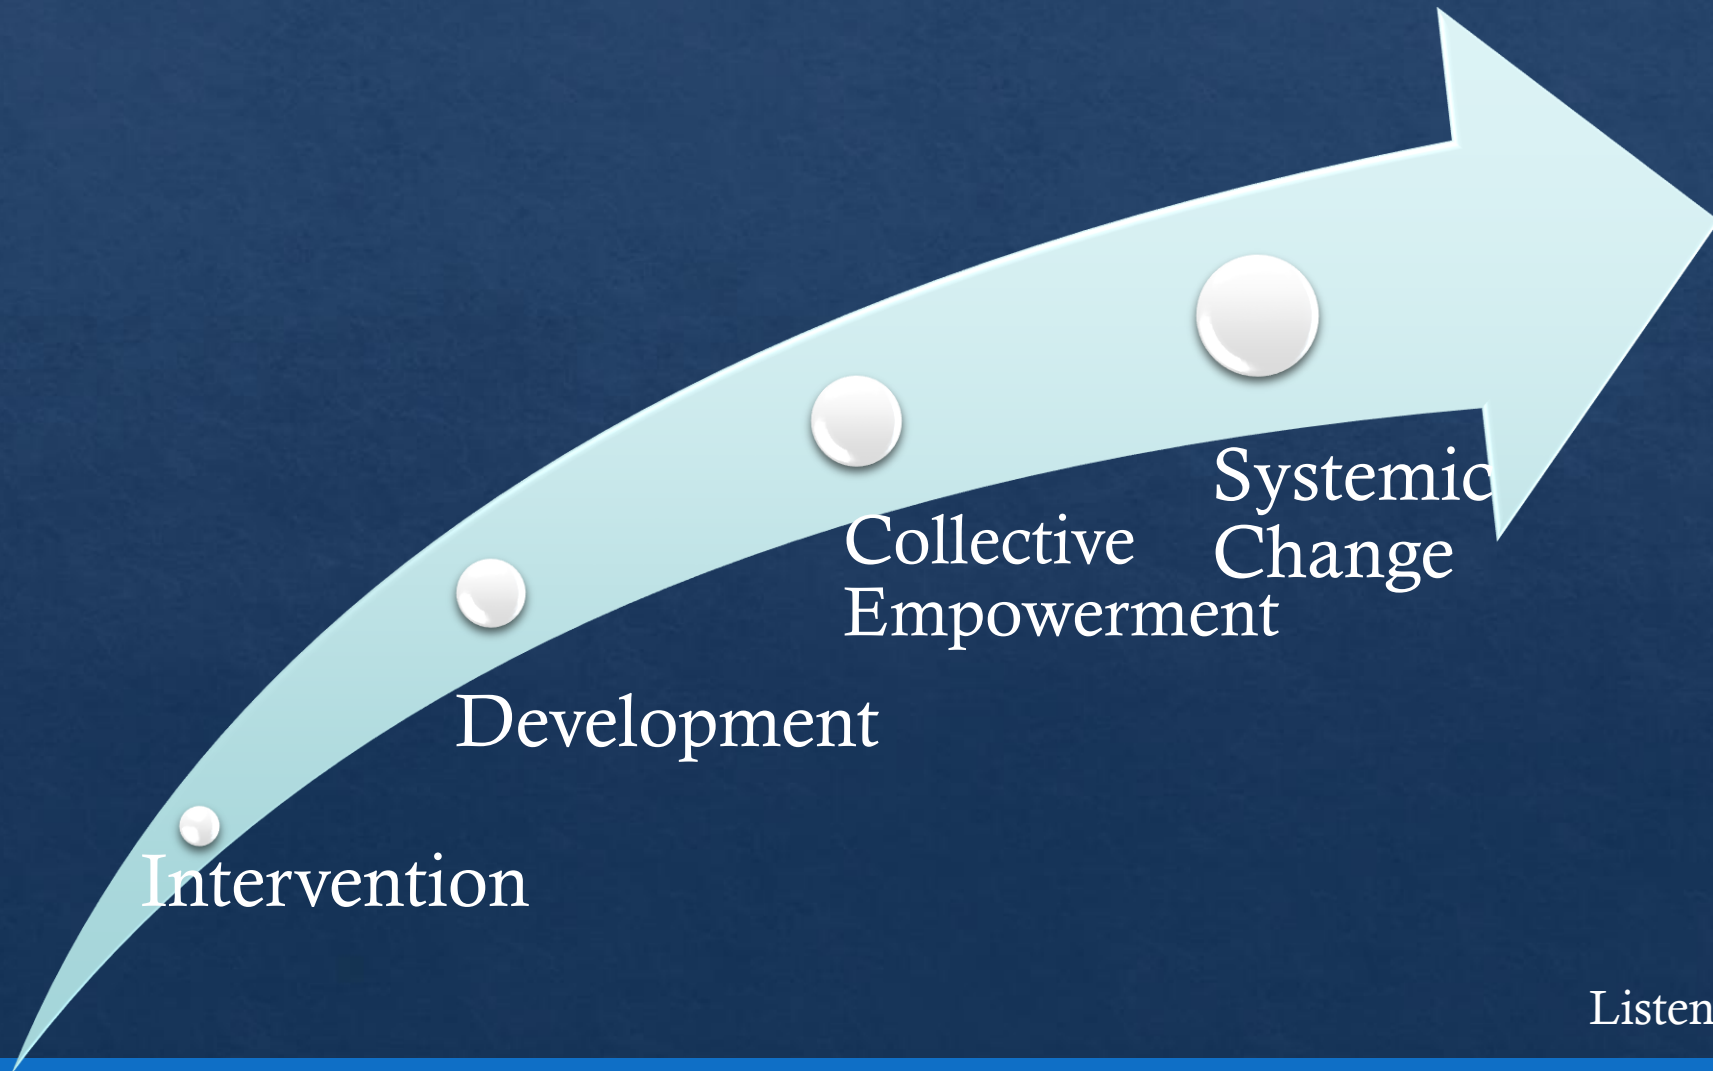 Systemic
Change
Collective
Empowerment
Development
Intervention
Listen